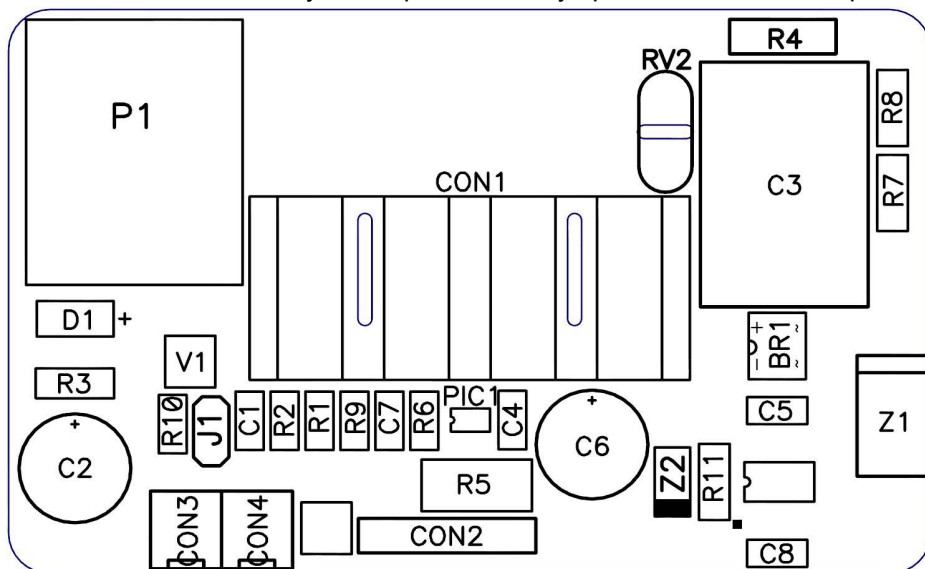 R4
RV2
P1
R8
CON1
C3
R7
D1 +
+
BR1
- ~
~
V1
R3
PIC1
C5
R10
J1
C1
R2
R1
R9
C7
R6
C4
+
C6
Z1
+
C2
Z2
R11
R5
CON3
CON4
CON2
C8